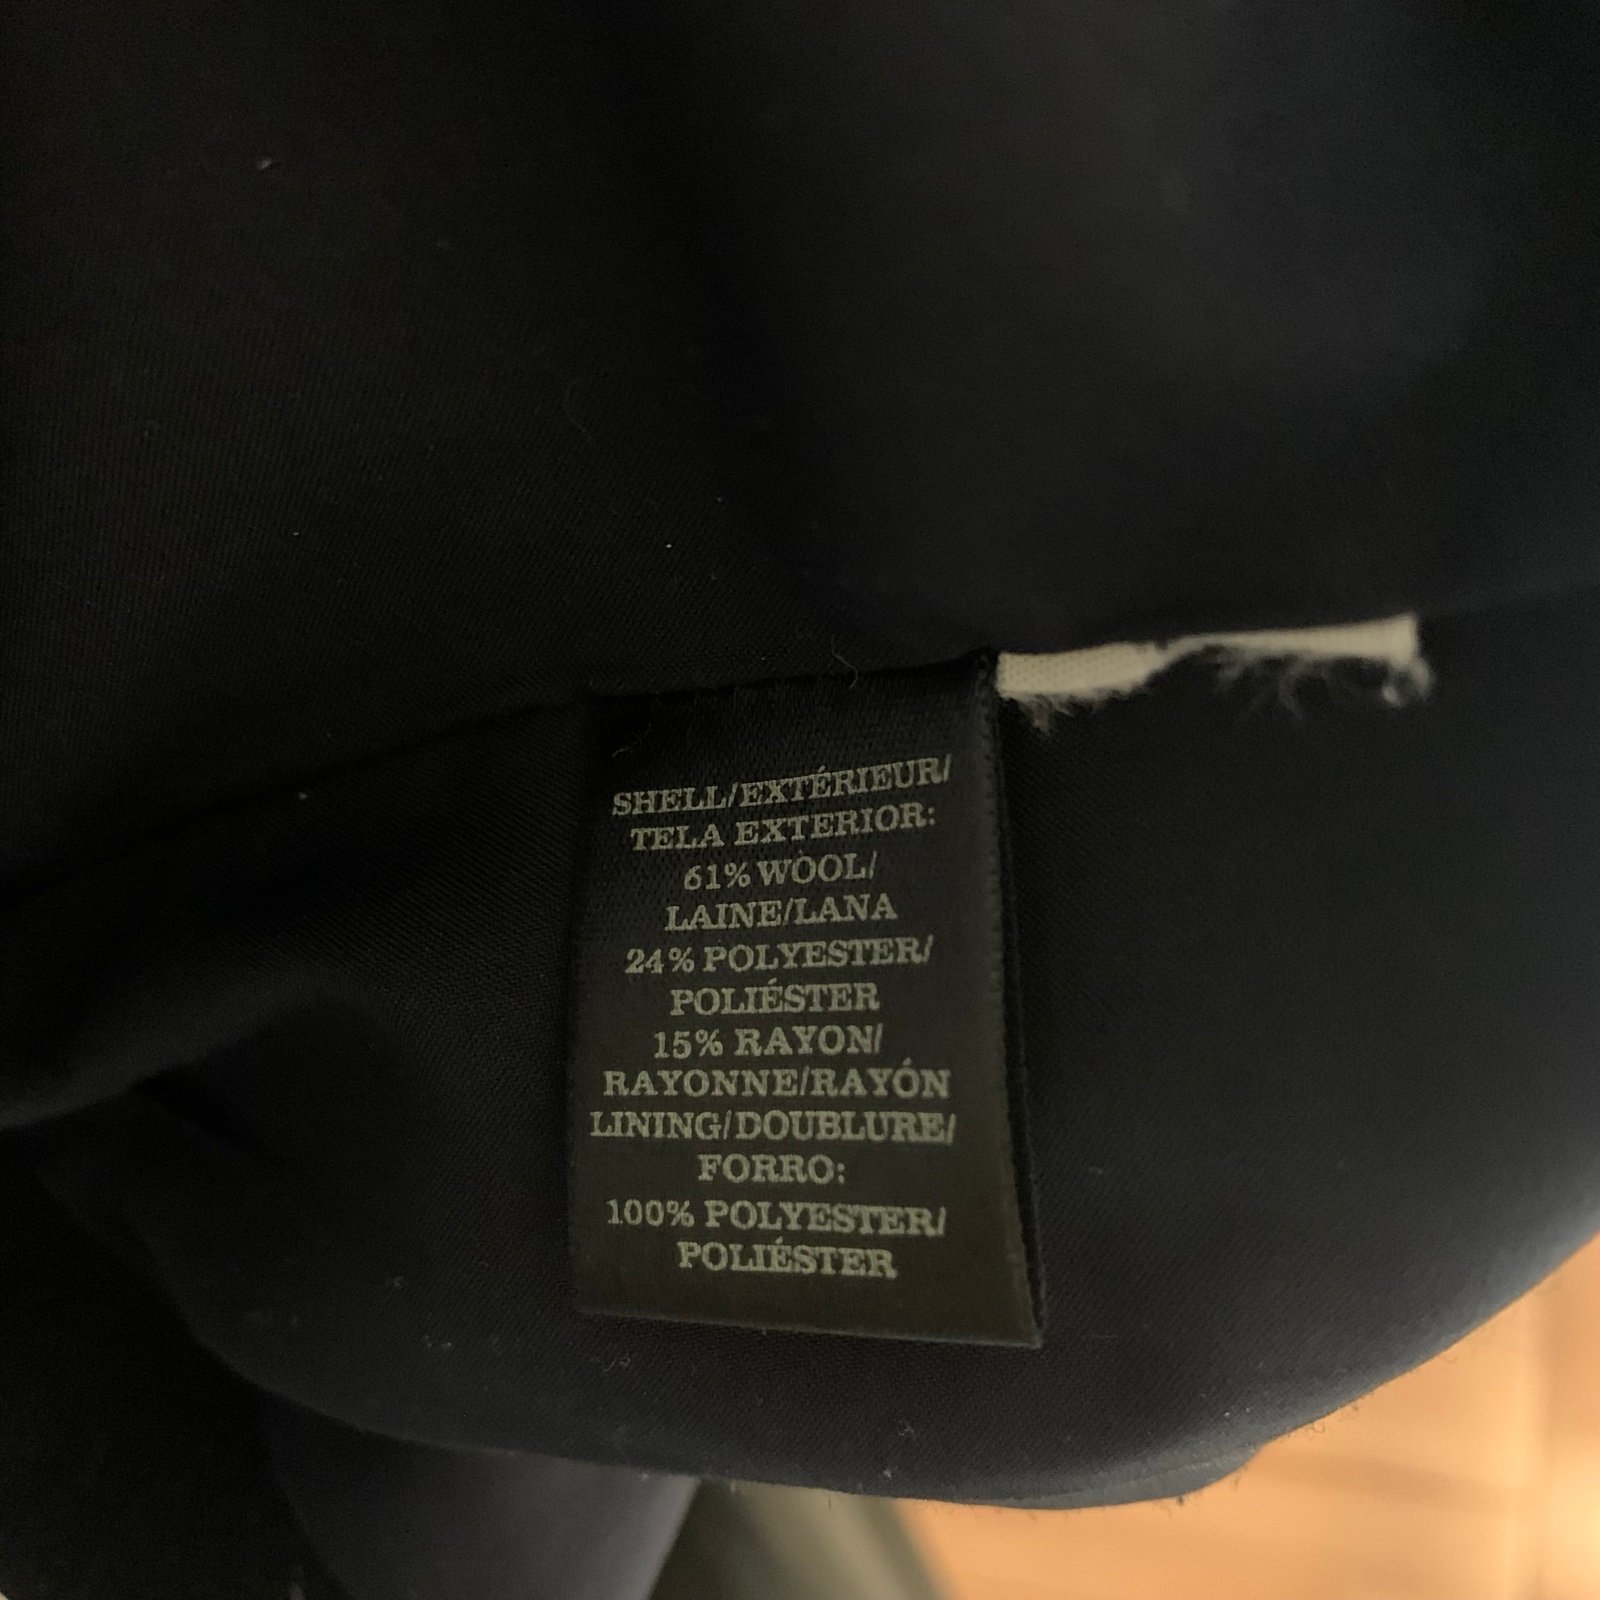 SHELL/EXTÉRIEUR/
TELA EXTERIOR:
61% WOOL/
LAINE/LANA
24% POLYESTER/
POLIÉSTER
15% RAYON/
RAYONNE/RAYÓN
LINING/DOUBLURE/
FORRO:
100% POLYESTER/
POLIÉSTER